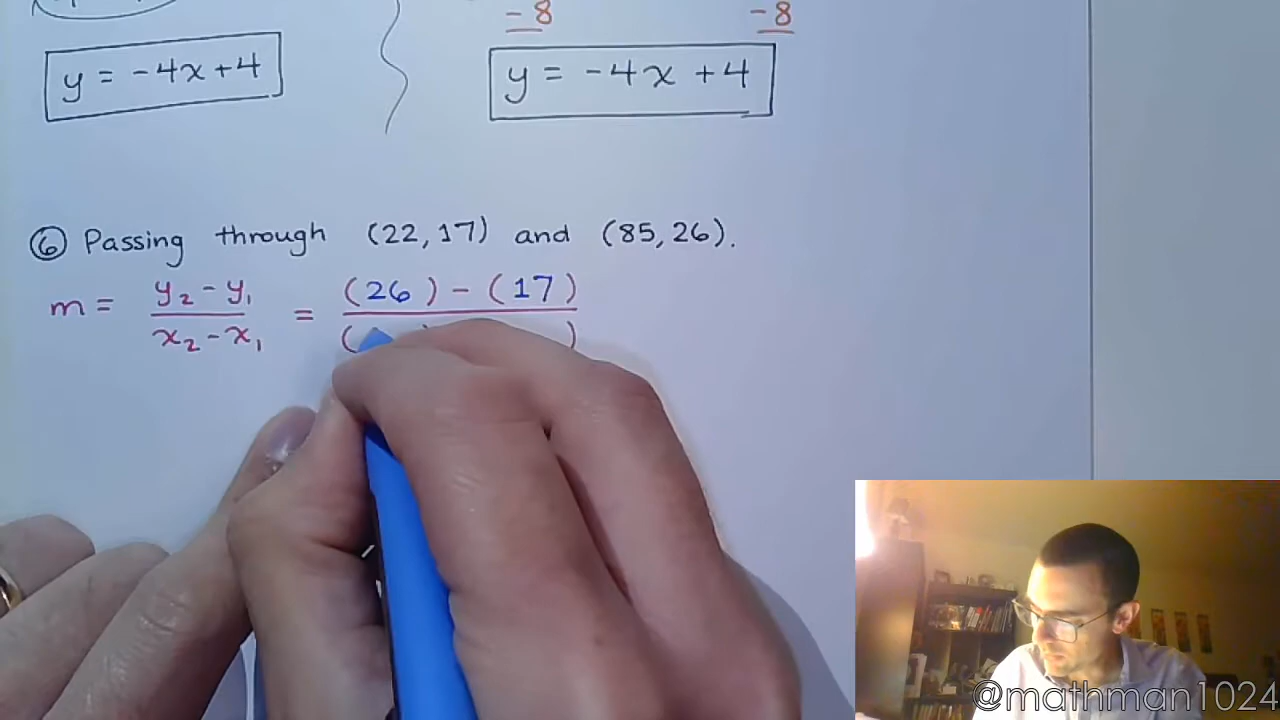 -8 -8
y = -4x+4 y = -4x +4
⑥ Passing through (22,17) and (85,26).
m = y₂-y₁ / x₂-x₁ = (26) - (17) / ( )
@mathman1024